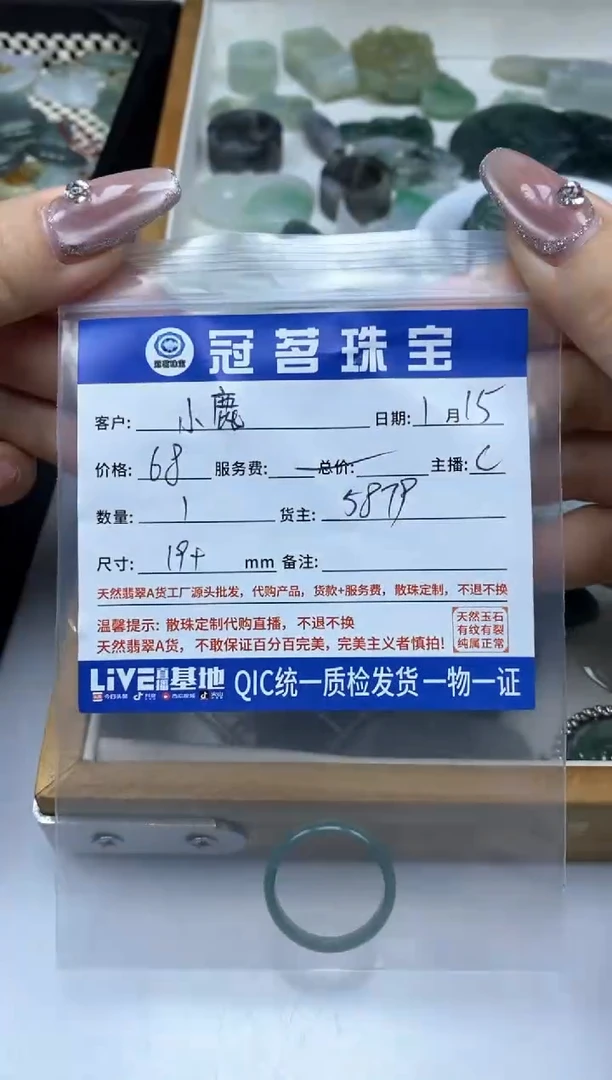 冠茗珠宝
客户: 小鹿 日期: 1月15
价格: 68 服务费: 总价: 主播: C
数量: 1 货主: 5879
尺寸: 19+ mm 备注:
天然翡翠A货工厂源头批发，代购产品，货款+服务费，散珠定制，不退不换
温馨提示: 散珠定制代购直播，不退不换
天然翡翠A货，不敢保证百分百完美，完美主义者慎拍!
天然玉石
有纹有裂
纯属正常
LiVE直播基地 QIC统一质检发货 一物一证
今日头条